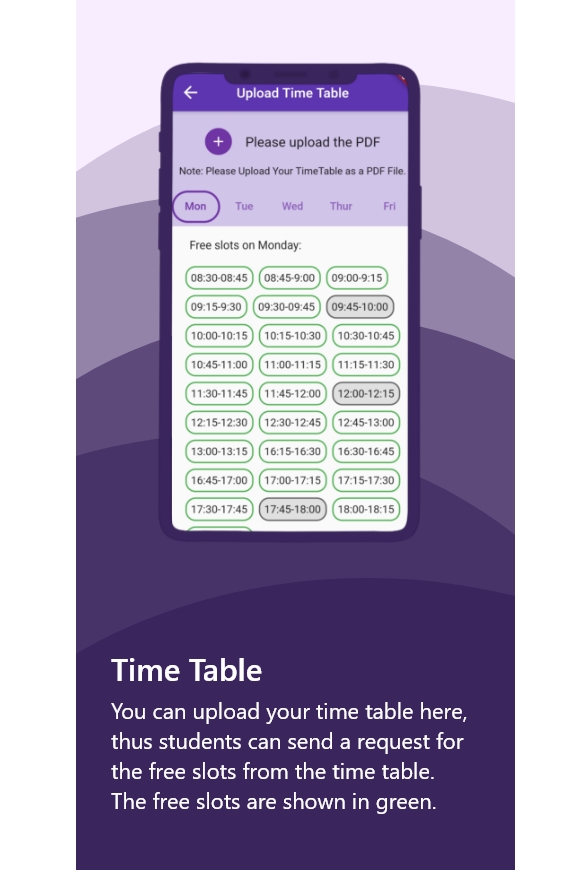 Upload Time Table
+ Please upload the PDF
Note: Please Upload Your TimeTable as a PDF File.
Mon Tue Wed Thur Fri
Free slots on Monday:
08:30-08:45 08:45-9:00 09:00-9:15
09:15-9:30 09:30-09:45 09:45-10:00
10:00-10:15 10:15-10:30 10:30-10:45
10:45-11:00 11:00-11:15 11:15-11:30
11:30-11:45 11:45-12:00 12:00-12:15
12:15-12:30 12:30-12:45 12:45-13:00
13:00-13:15 16:15-16:30 16:30-16:45
16:45-17:00 17:00-17:15 17:15-17:30
17:30-17:45 17:45-18:00 18:00-18:15
Time Table
You can upload your time table here,
thus students can send a request for
the free slots from the time table.
The free slots are shown in green.